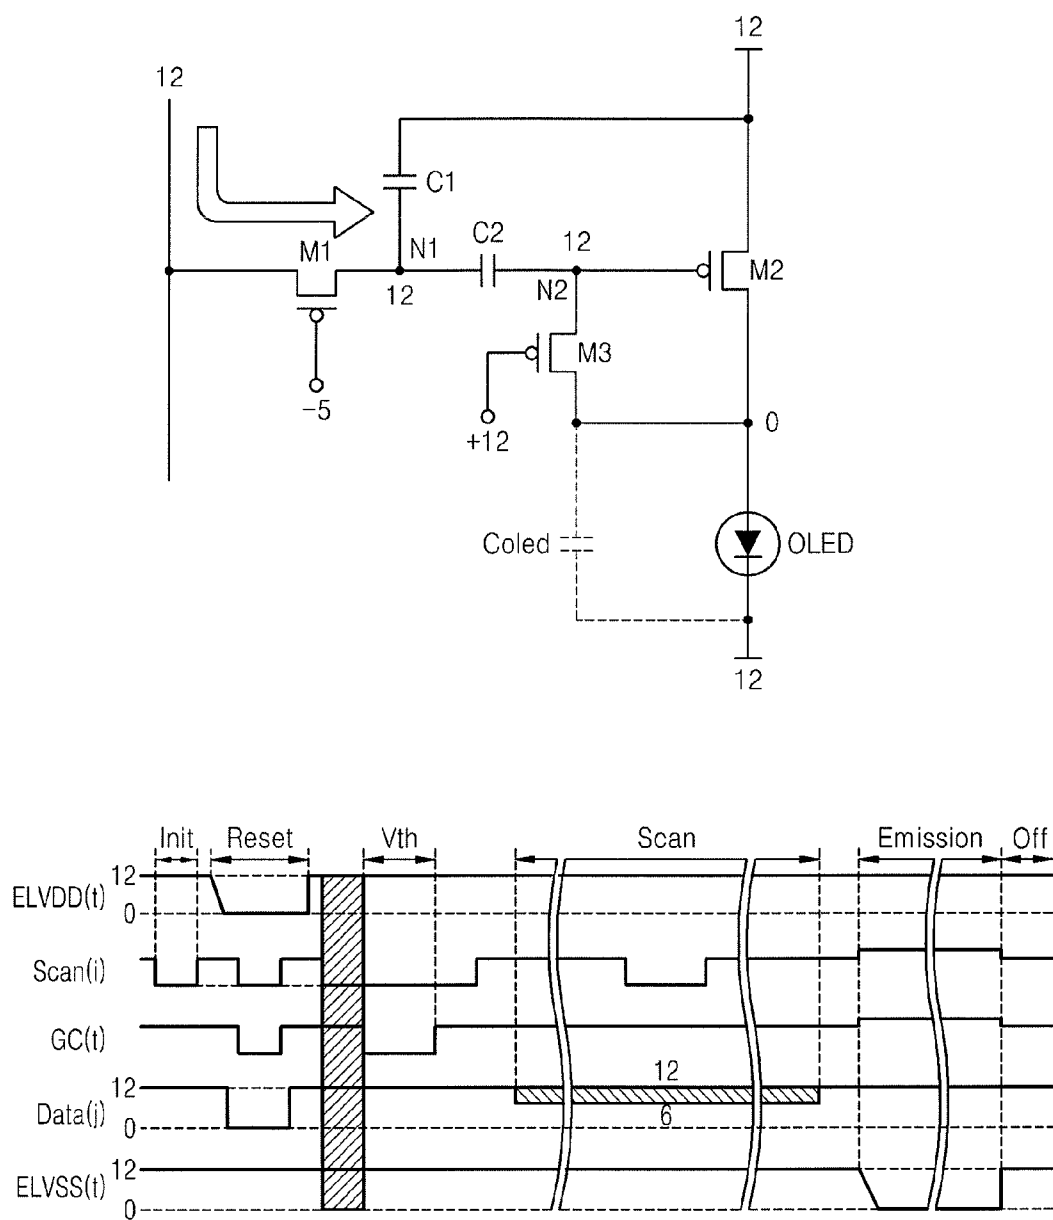 12
12
C1
M1
N1
C2
12
M2
12
N2
M3
-5
+12
0
Coled
OLED
12
Init
Reset
Vth
Scan
Emission
Off
ELVDD(t)
12
0
Scan(i)
GC(t)
Data(j)
12
0
12
6
ELVSS(t)
12
0